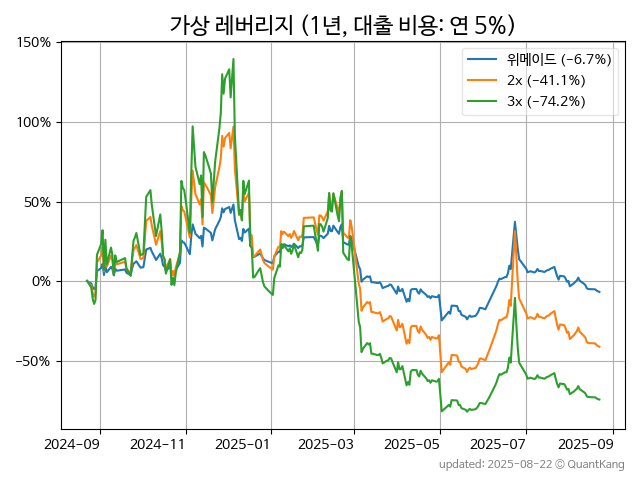 가상 레버리지 (1년, 대출 비용: 연 5%)
150%
100%
50%
0%
−50%
위메이드 (−6.7%)
2x (−41.1%)
3x (−74.2%)
2024-09
2024-11
2025-01
2025-03
2025-05
2025-07
2025-09
updated: 2025-08-22 © QuantKang